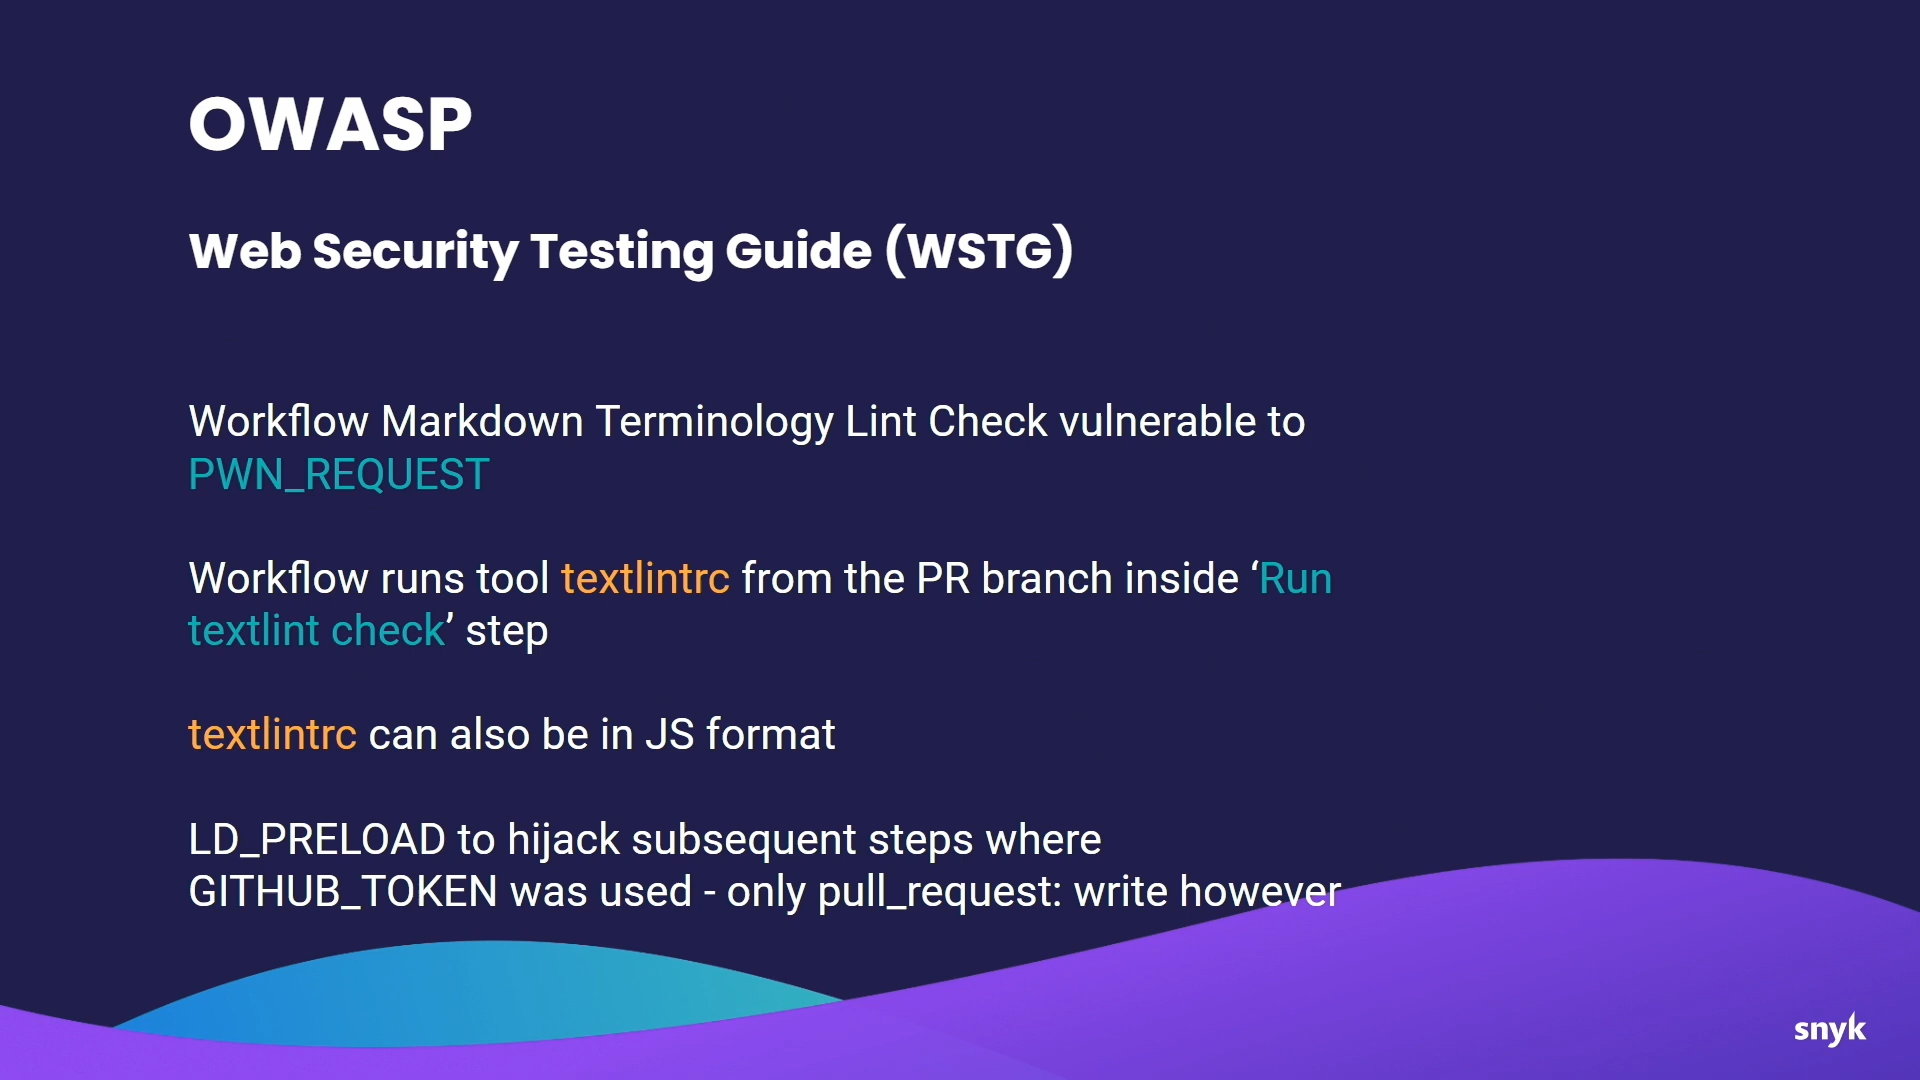 OWASP
Web Security Testing Guide (WSTG)
Workflow Markdown Terminology Lint Check vulnerable to
PWN_REQUEST
Workflow runs tool textlintrc from the PR branch inside ‘Run
textlint check’ step
textlintrc can also be in JS format
LD_PRELOAD to hijack subsequent steps where
GITHUB_TOKEN was used - only pull_request: write however
snyk